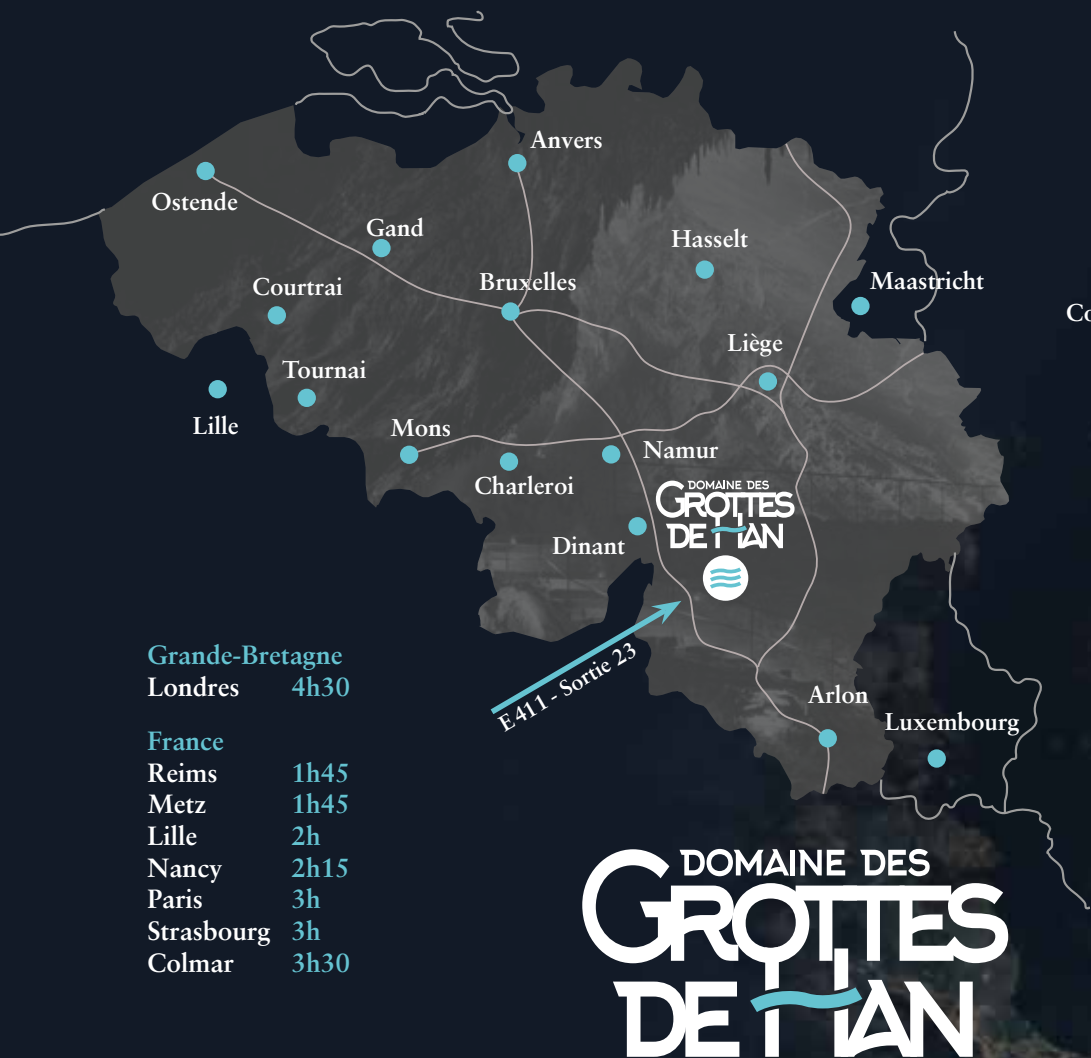 Anvers
Ostende
Gand
Hasselt
Bruxelles
Maastricht
Courtrai
Co
Liège
Tournai
Lille
Mons
Namur
Charleroi
DOMAINE DES
GROTTES
DE HAN
Dinant
E411 - Sortie 23
Arlon
Luxembourg
Grande-Bretagne
Londres 4h30
France
Reims 1h45
Metz 1h45
Lille 2h
Nancy 2h15
Paris 3h
Strasbourg 3h
Colmar 3h30
DOMAINE DES
GROTTES
DE HAN